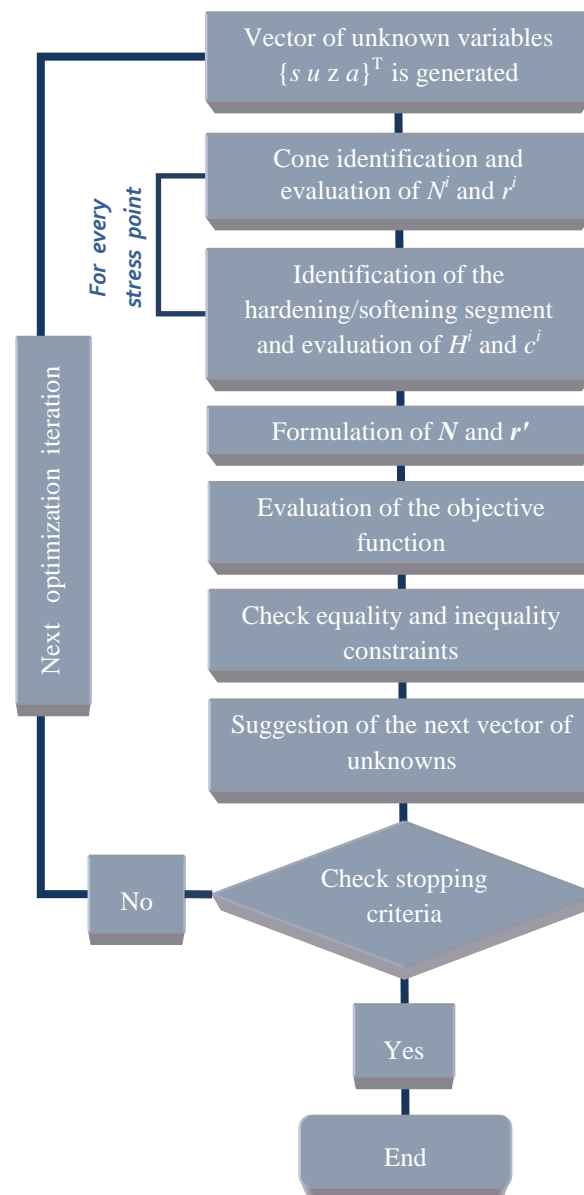 Vector of unknown variables
{s u z a}ᵀ is generated
Cone identification and
evaluation of Nⁱ and rⁱ
For every
stress point
Identification of the
hardening/softening segment
and evaluation of Hⁱ and cⁱ
Formulation of N and r'
Evaluation of the objective
function
Check equality and inequality
constraints
Suggestion of the next vector of
unknowns
Check stopping
criteria
No
Next optimization iteration
Yes
End